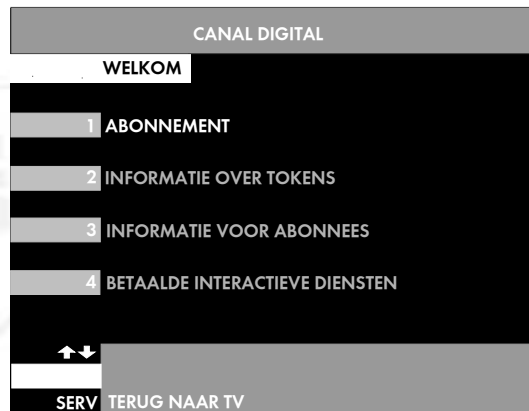 CANAL DIGITAL
WELKOM
1 ABONNEMENT
2 INFORMATIE OVER TOKENS
3 INFORMATIE VOOR ABONNEES
4 BETAALDE INTERACTIEVE DIENSTEN
SERV TERUG NAAR TV